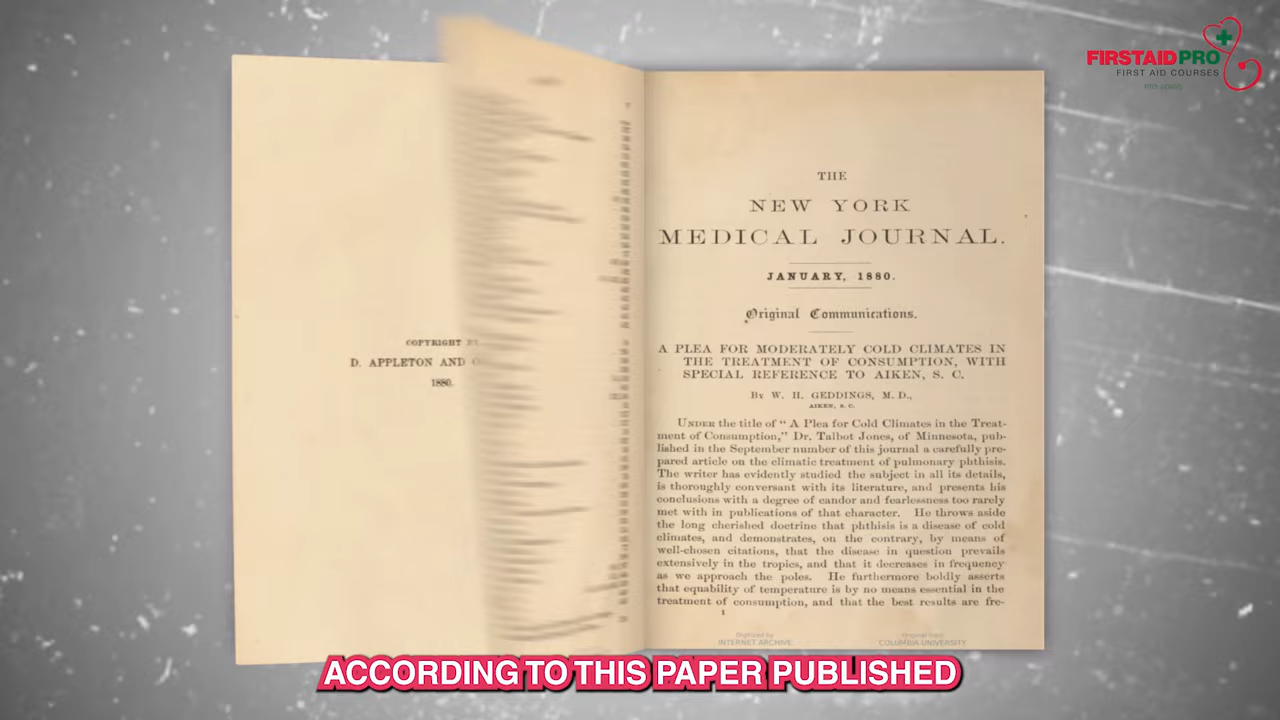 FIRSTAIDPRO
FIRST AID COURSES
COPYRIGHT
D. APPLETON AND
1880.
THE
NEW YORK
MEDICAL JOURNAL.
JANUARY, 1880.
Original Communications.
A PLEA FOR MODERATELY COLD CLIMATES IN
THE TREATMENT OF CONSUMPTION, WITH
SPECIAL REFERENCE TO AIKEN, S. C.
By W. H. GEDDINGS, M. D.,
AIKEN, S. C.
Under the title of “ A Plea for Cold Climates in the Treat-
ment of Consumption,” Dr. Talbot Jones, of Minnesota, pub-
lished in the September number of this journal a carefully pre-
pared article on the climatic treatment of pulmonary phthisis.
The writer has evidently studied the subject in all its details,
is thoroughly conversant with its literature, and presents his
conclusions with a degree of candor and fearlessness too rarely
met with in publications of that character. He throws aside
the long cherished doctrine that phthisis is a disease of cold
climates, and demonstrates, on the contrary, by means of
well-chosen citations, that the disease in question prevails
extensively in the tropics, and that it decreases in frequency
as we approach the poles. He furthermore boldly asserts
that equability of temperature is by no means essential in the
treatment of consumption, and that the best results are fre-
1
Digitized by
INTERNET ARCHIVE
Original from
COLUMBIA UNIVERSITY
ACCORDING TO THIS PAPER PUBLISHED